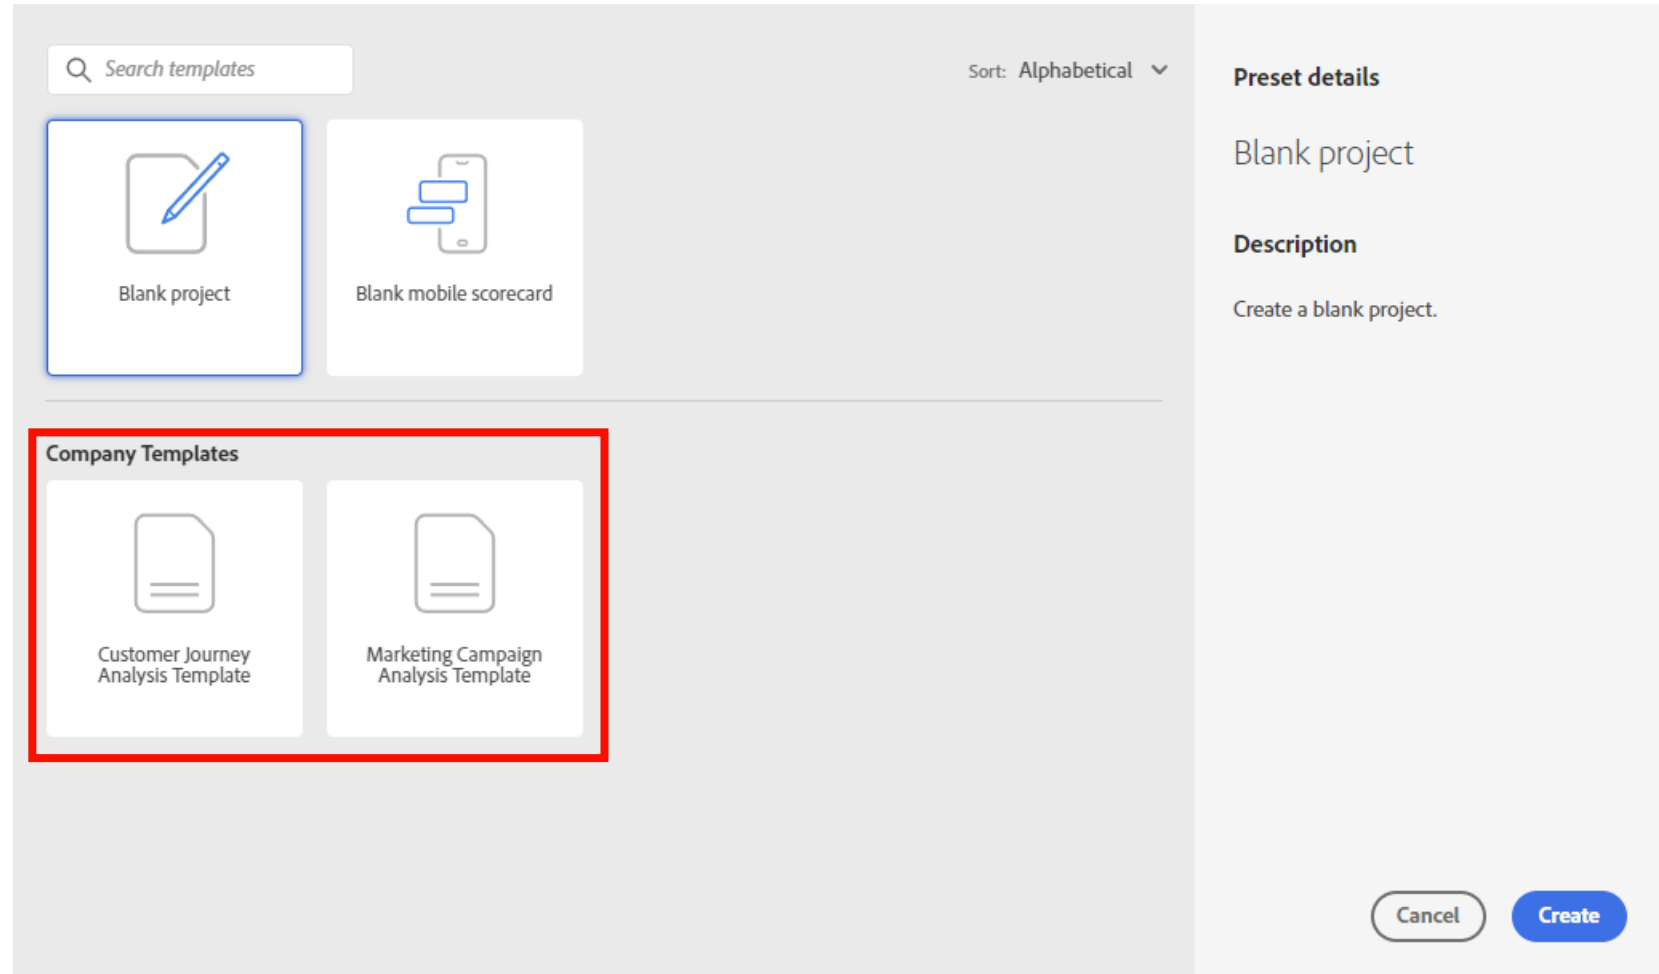 Search templates
Sort: Alphabetical
Blank project
Blank mobile scorecard
Company Templates
Customer Journey
Analysis Template
Marketing Campaign
Analysis Template
Preset details
Blank project
Description
Create a blank project.
Cancel
Create